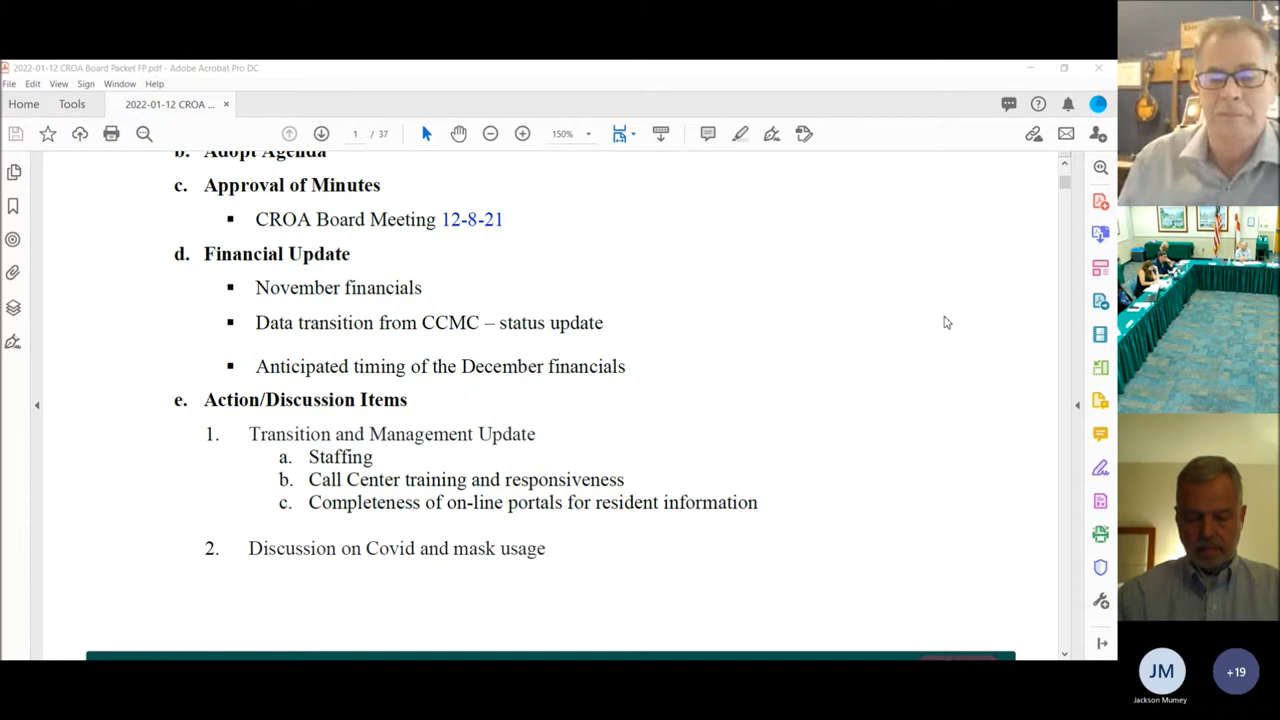 2022-01-12 CROA Board Packet FP.pdf - Adobe Acrobat Pro DC
File Edit View Sign Window Help
Home Tools 2022-01-12 CROA ... ×
1 / 37 150%
b. Adopt Agenda
c. Approval of Minutes
▪ CROA Board Meeting 12-8-21
d. Financial Update
▪ November financials
▪ Data transition from CCMC – status update
▪ Anticipated timing of the December financials
e. Action/Discussion Items
1. Transition and Management Update
a. Staffing
b. Call Center training and responsiveness
c. Completeness of on-line portals for resident information
2. Discussion on Covid and mask usage
JM
+19
Jackson Mumey